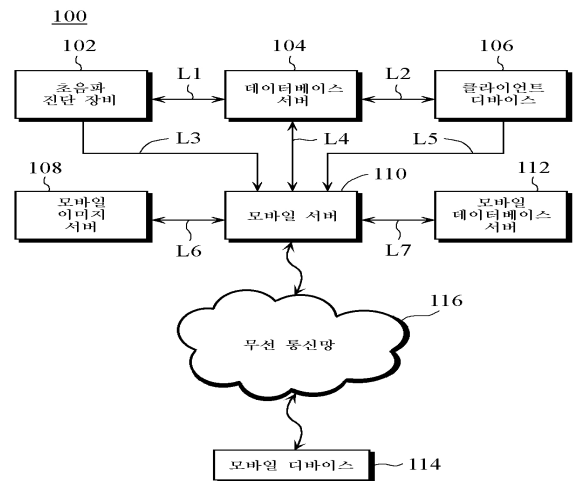 100
102
104
106
초음파
진단 장비
L1
데이터베이스
서버
L2
클라이언트
디바이스
L3
L4
L5
108
110
112
모바일
이미지
서버
L6
모바일 서버
L7
모바일
데이터베이스
서버
116
무선 통신망
모바일 디바이스
114